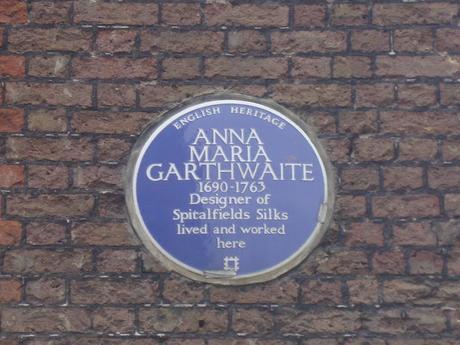 ENGLISH HERITAGE
ANNA
MARIA
GARTHWAITE
1690-1763
Designer of
Spitalfields Silks
lived and worked
here